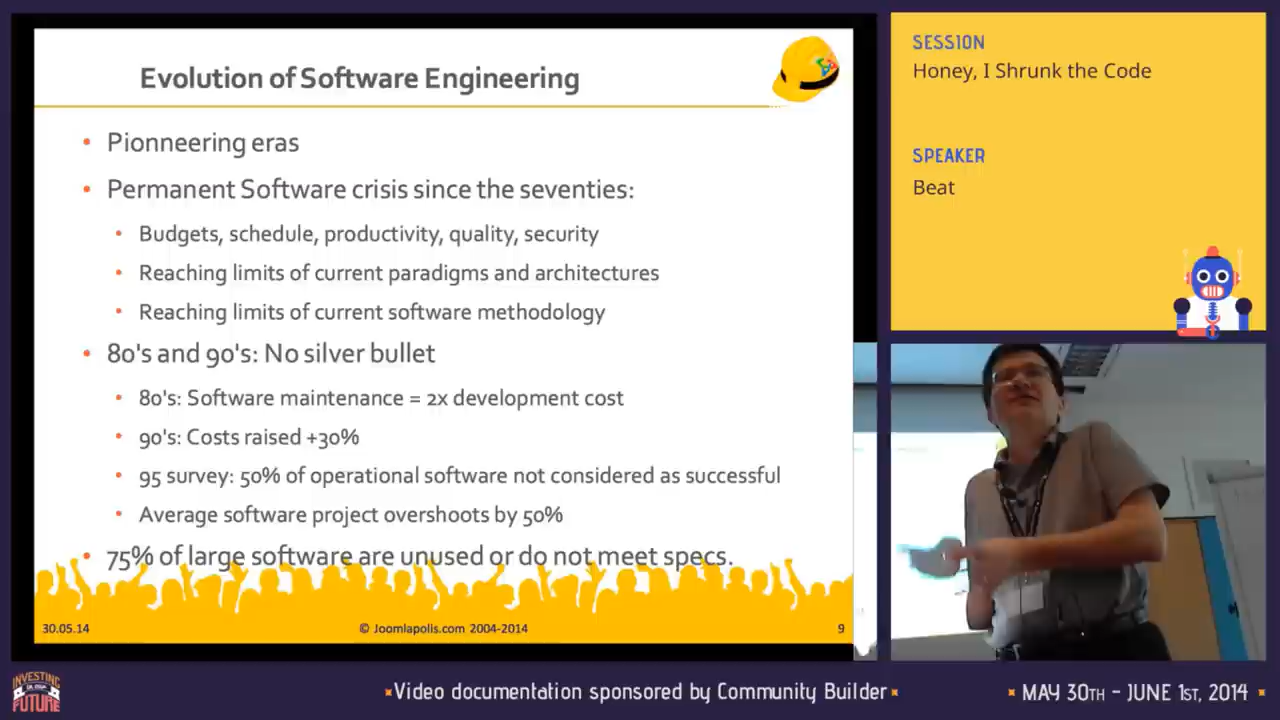 Evolution of Software Engineering
• Pionneering eras
• Permanent Software crisis since the seventies:
• Budgets, schedule, productivity, quality, security
• Reaching limits of current paradigms and architectures
• Reaching limits of current software methodology
• 80's and 90's: No silver bullet
• 80's: Software maintenance = 2x development cost
• 90's: Costs raised +30%
• 95 survey: 50% of operational software not considered as successful
• Average software project overshoots by 50%
• 75% of large software are unused or do not meet specs.
30.05.14
© Joomlapolis.com 2004-2014
9
SESSION
Honey, I Shrunk the Code
SPEAKER
Beat
INVESTING
IN OUR
FUTURE
Video documentation sponsored by Community Builder
MAY 30TH - JUNE 1ST, 2014